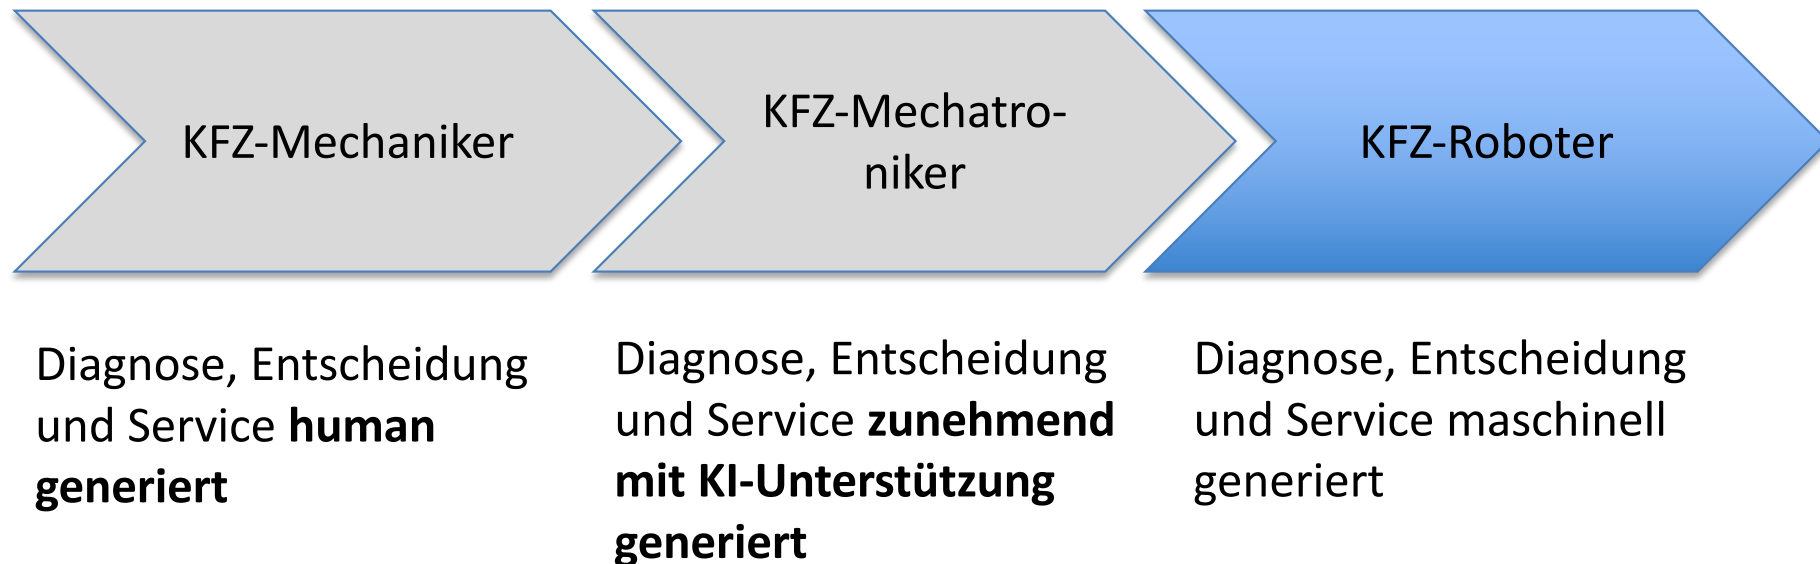 KFZ-Mechaniker
KFZ-Mechatro-
niker
KFZ-Roboter
Diagnose, Entscheidung
und Service human
generiert
Diagnose, Entscheidung
und Service zunehmend
mit KI-Unterstützung
generiert
Diagnose, Entscheidung
und Service maschinell
generiert